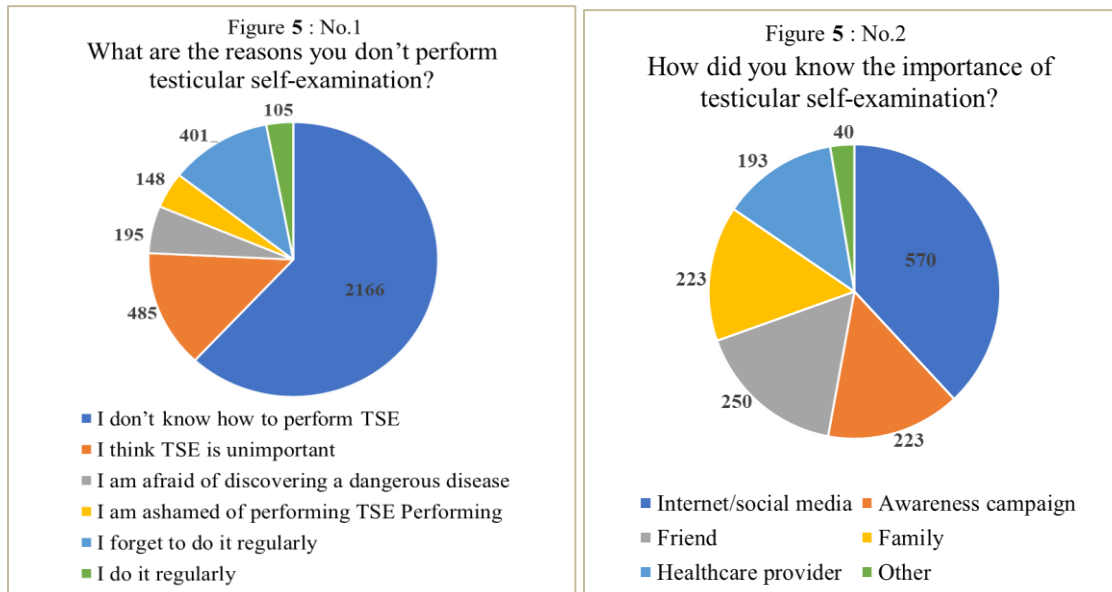 Figure 5 : No.1
What are the reasons you don't perform
testicular self-examination?
105
401_
148
195
485
2166
I don't know how to perform TSE
I think TSE is unimportant
I am afraid of discovering a dangerous disease
I am ashamed of performing TSE Performing
I forget to do it regularly
I do it regularly
Figure 5 : No.2
How did you know the importance of
testicular self-examination?
40
193
570
223
250
223
Internet/social media
Awareness campaign
Friend
Family
Healthcare provider
Other